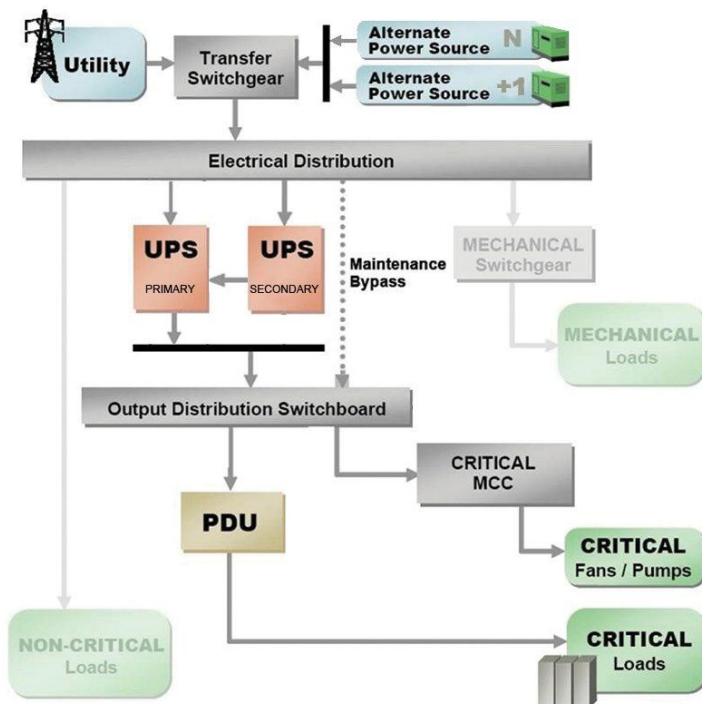 Utility
Transfer
Switchgear
Alternate
Power Source N
Alternate
Power Source +1
Electrical Distribution
UPS
PRIMARY
UPS
SECONDARY
Maintenance
Bypass
MECHANICAL
Switchgear
MECHANICAL
Loads
Output Distribution Switchboard
CRITICAL
MCC
PDU
CRITICAL
Fans / Pumps
NON-CRITICAL
Loads
CRITICAL
Loads